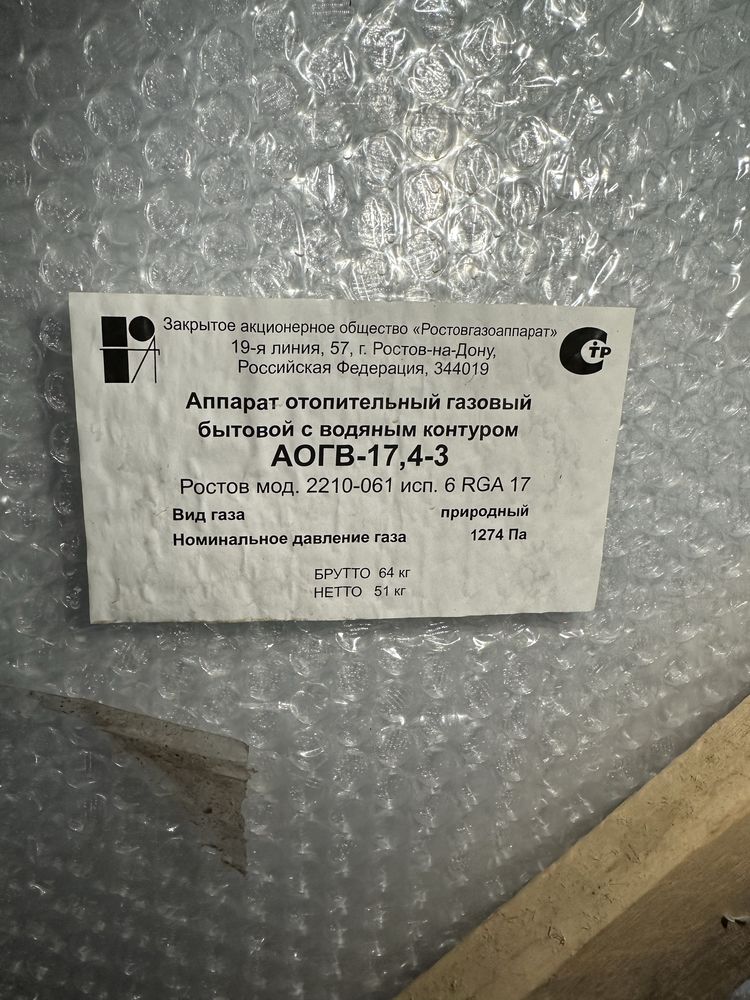 Закрытое акционерное общество «Ростовгазоаппарат»
19-я линия, 57, г. Ростов-на-Дону,
Российская Федерация, 344019
ТР
Аппарат отопительный газовый
бытовой с водяным контуром
АОГВ-17,4-3
Ростов мод. 2210-061 исп. 6 RGA 17
Вид газа природный
Номинальное давление газа 1274 Па
БРУТТО 64 кг
НЕТТО 51 кг